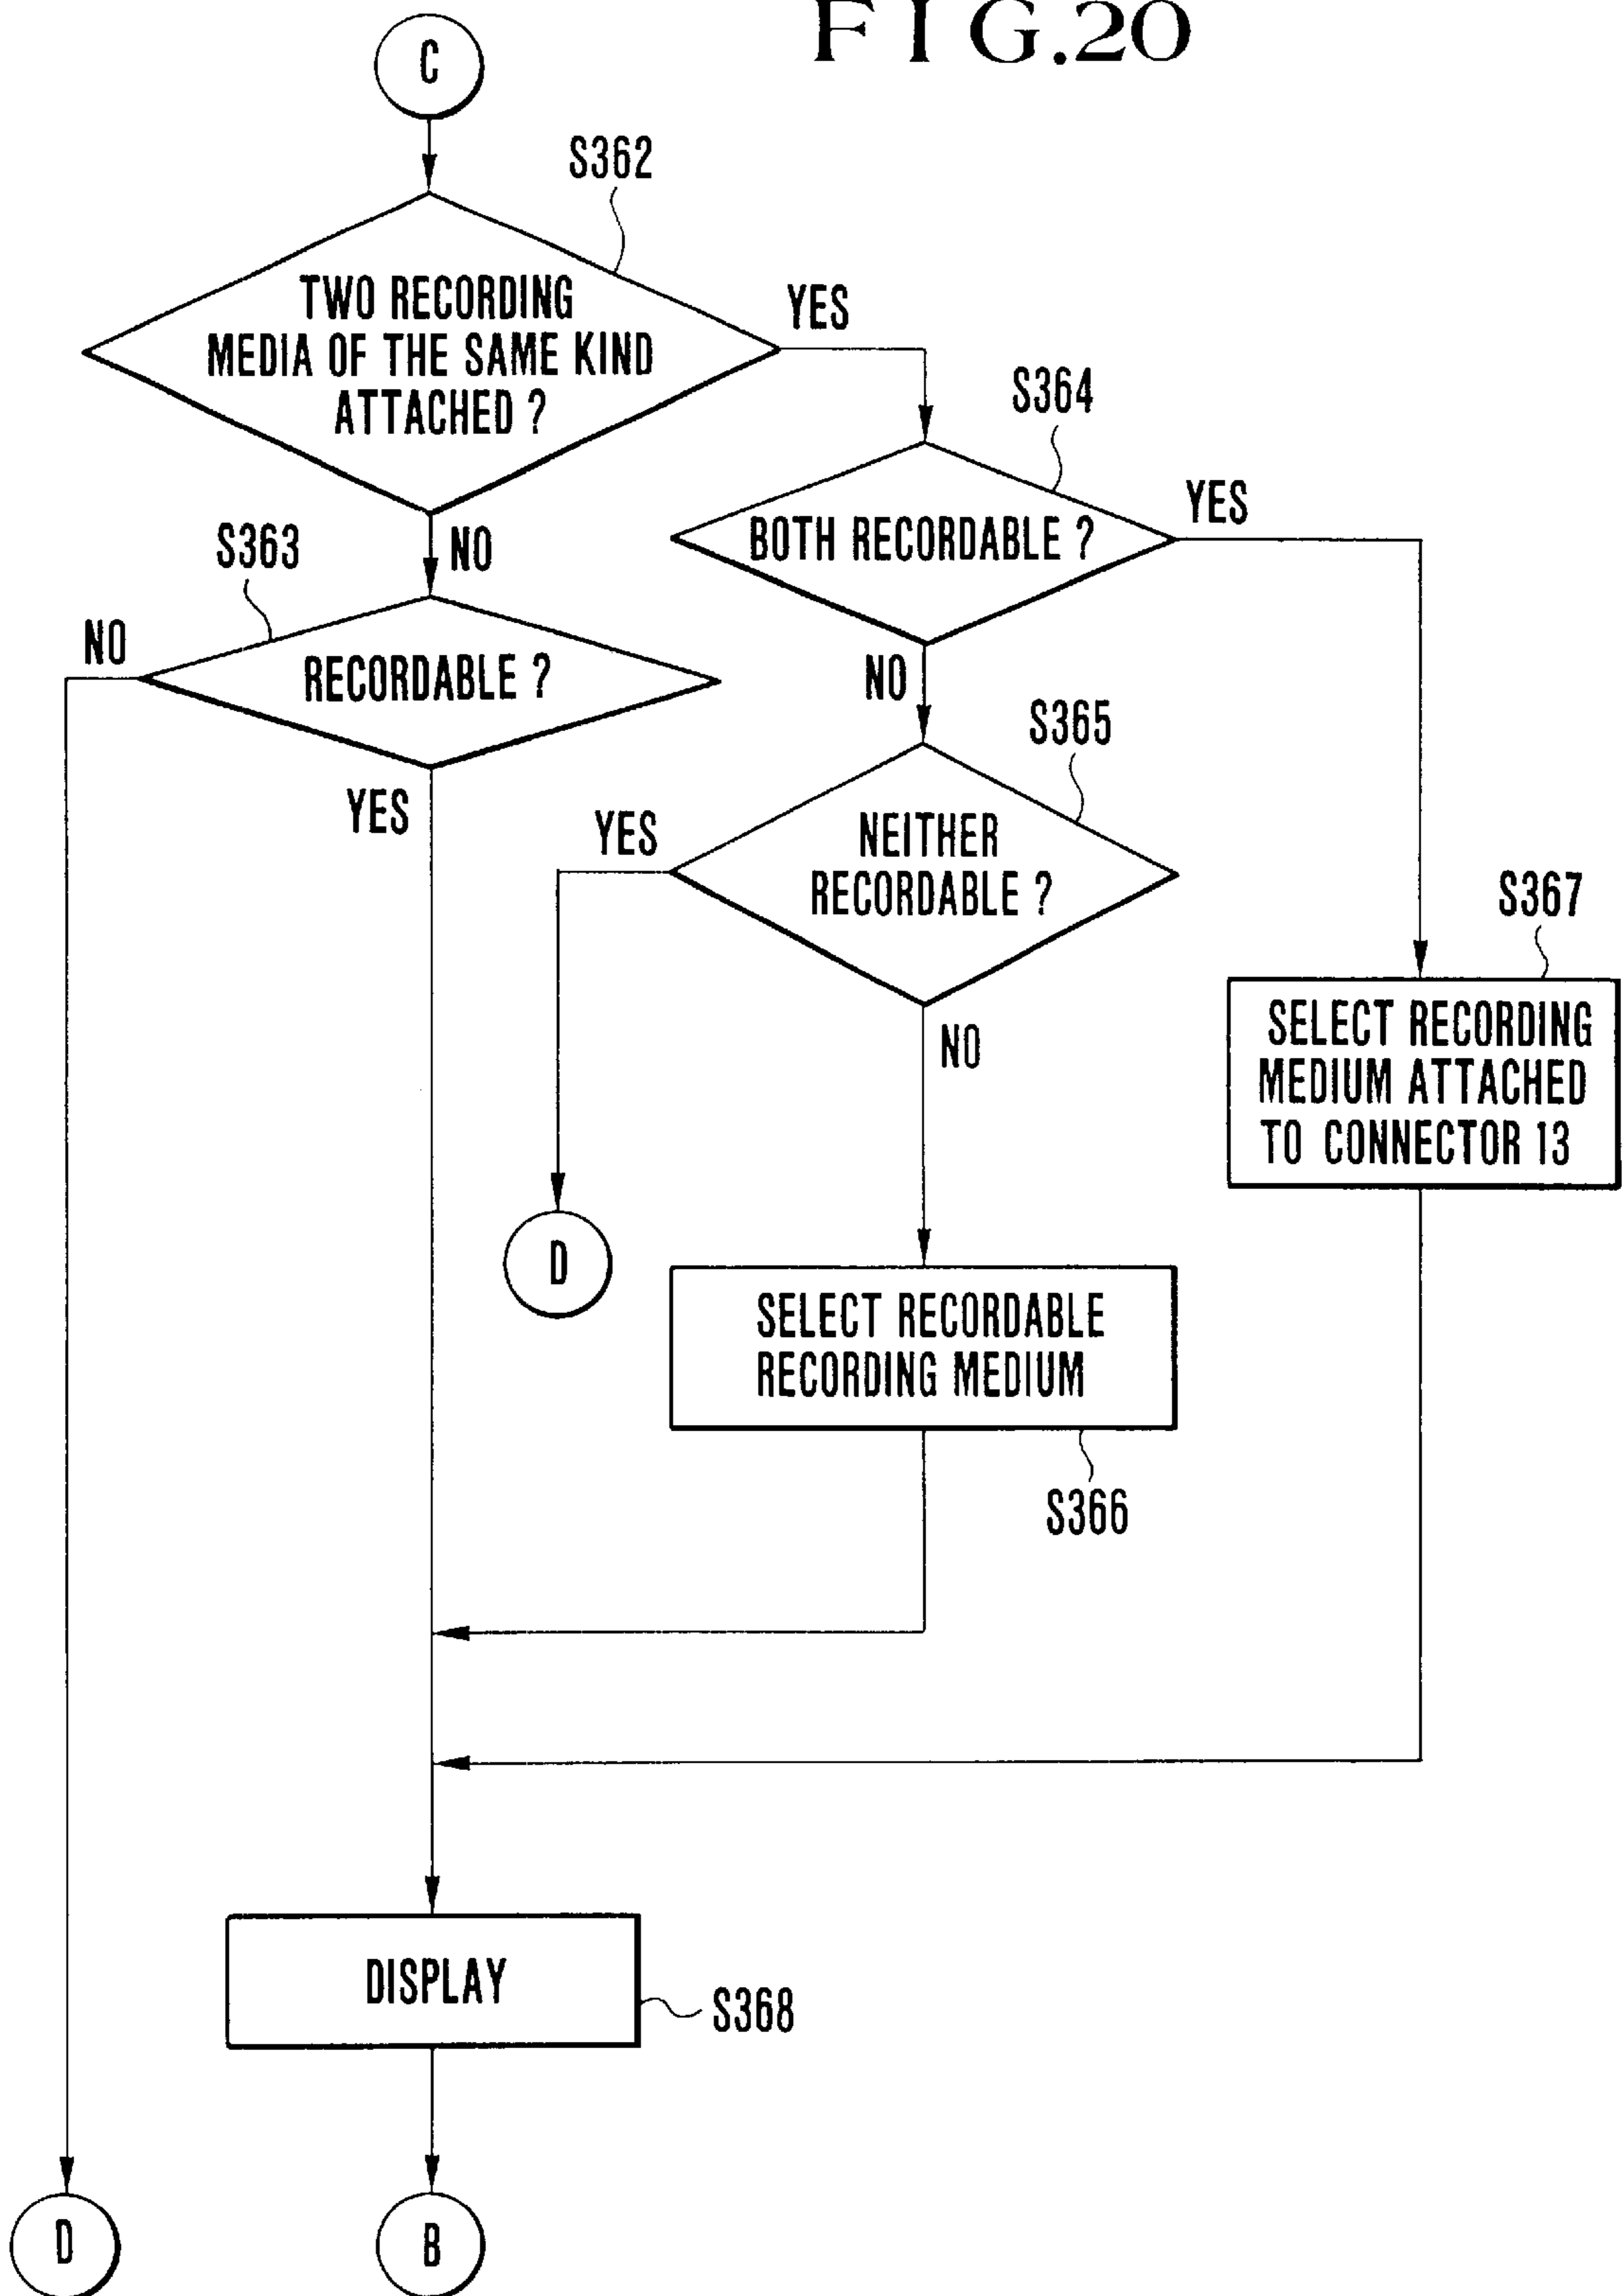 FIG.20
C
S362
TWO RECORDING
MEDIA OF THE SAME KIND
ATTACHED ?
YES
NO
S364
BOTH RECORDABLE ?
YES
NO
S363
RECORDABLE ?
NO
YES
S365
NEITHER
RECORDABLE ?
YES
NO
S367
SELECT RECORDING
MEDIUM ATTACHED
TO CONNECTOR 13
D
SELECT RECORDABLE
RECORDING MEDIUM
S366
DISPLAY
S368
D
B